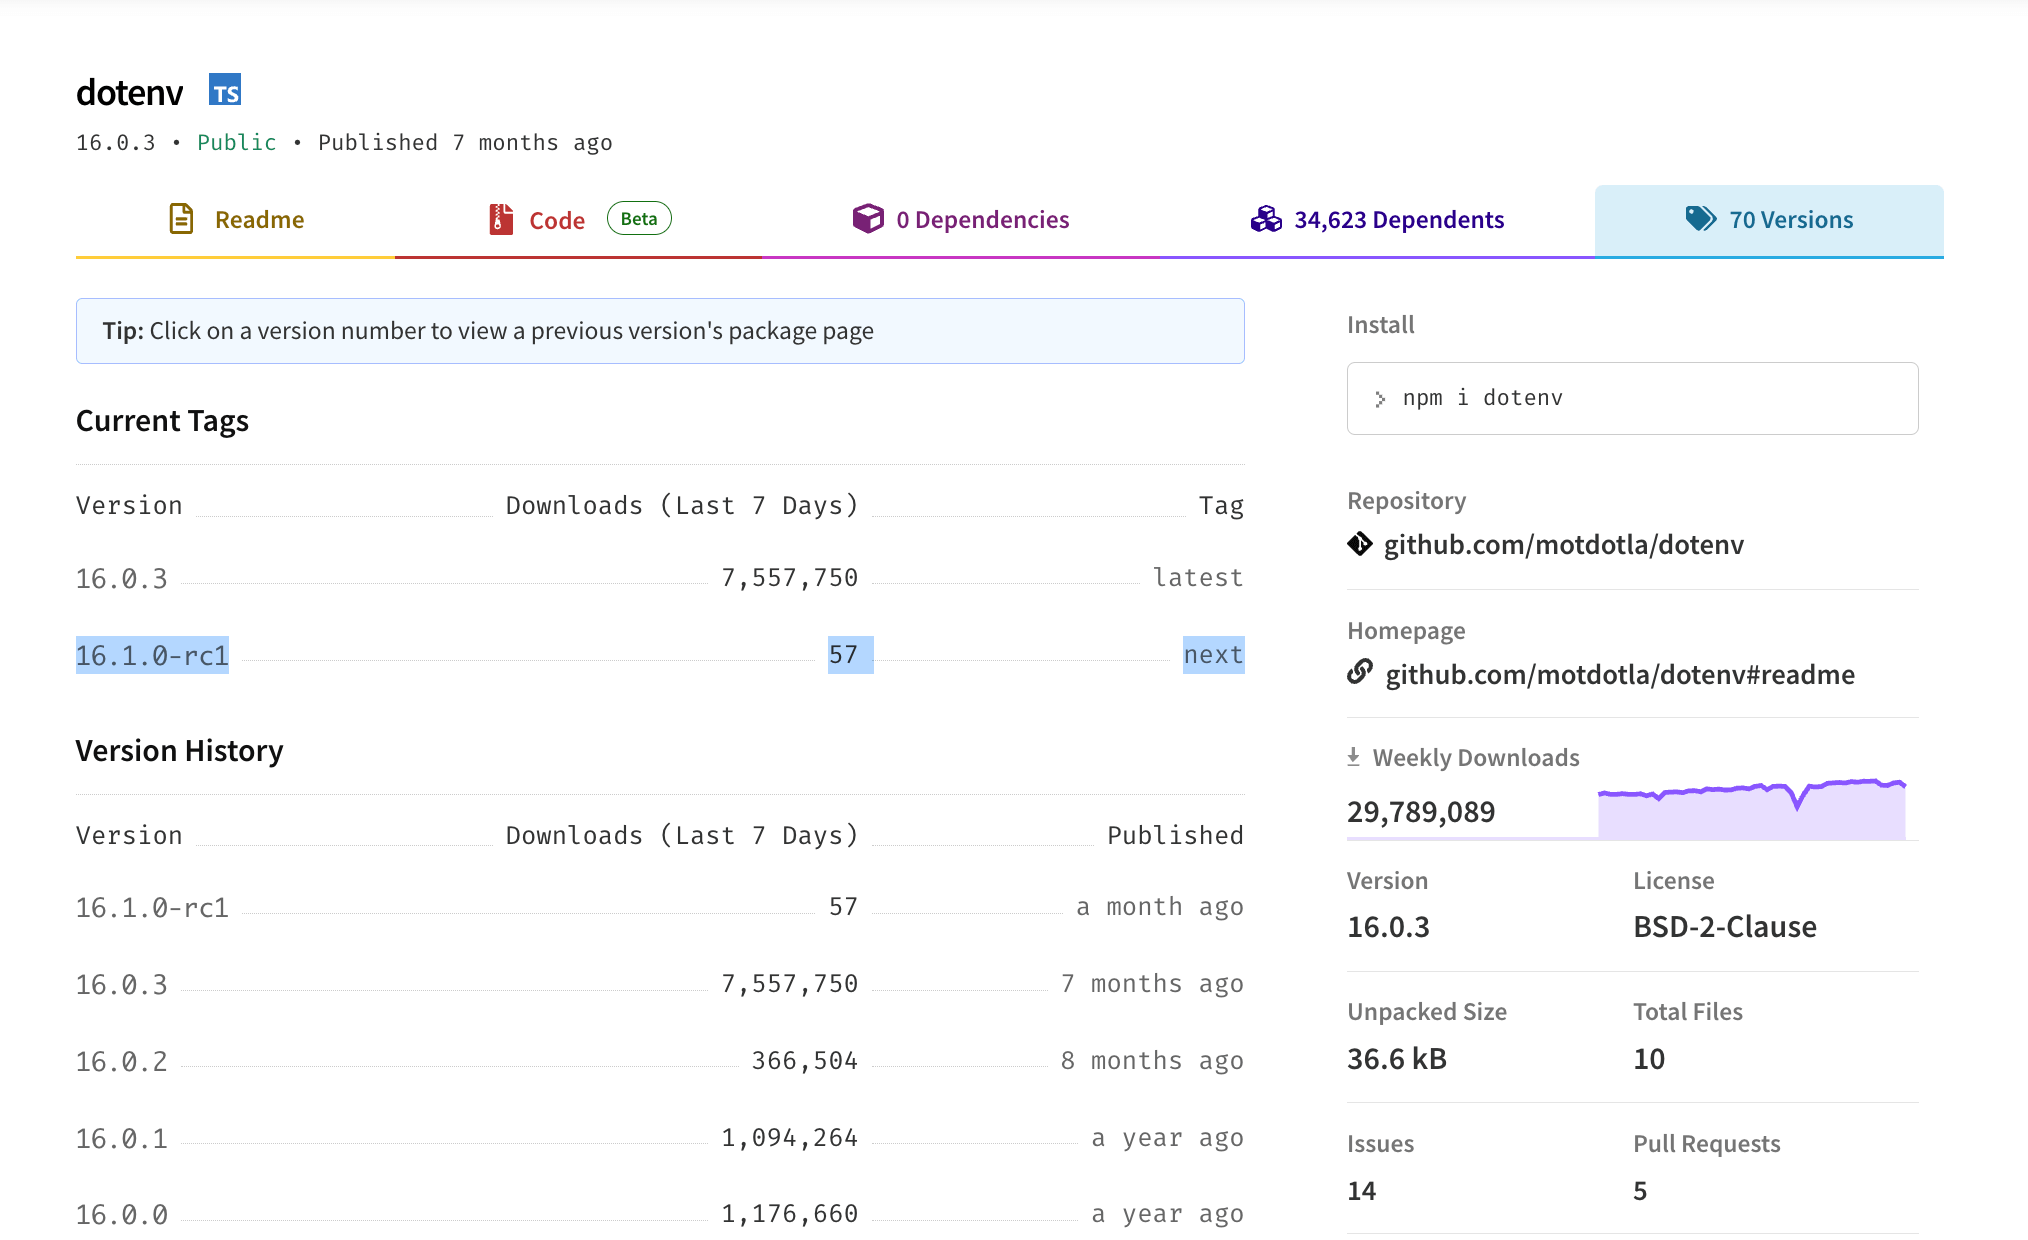 dotenv TS
16.0.3 • Public • Published 7 months ago
Readme
Code Beta
0 Dependencies
34,623 Dependents
70 Versions
Tip: Click on a version number to view a previous version's package page
Current Tags
Version Downloads (Last 7 Days) Tag
16.0.3 7,557,750 latest
16.1.0-rc1 57 next
Version History
Version Downloads (Last 7 Days) Published
16.1.0-rc1 57 a month ago
16.0.3 7,557,750 7 months ago
16.0.2 366,504 8 months ago
16.0.1 1,094,264 a year ago
16.0.0 1,176,660 a year ago
Install
npm i dotenv
Repository
github.com/motdotla/dotenv
Homepage
github.com/motdotla/dotenv#readme
Weekly Downloads
29,789,089
Version License
16.0.3 BSD-2-Clause
Unpacked Size Total Files
36.6 kB 10
Issues Pull Requests
14 5